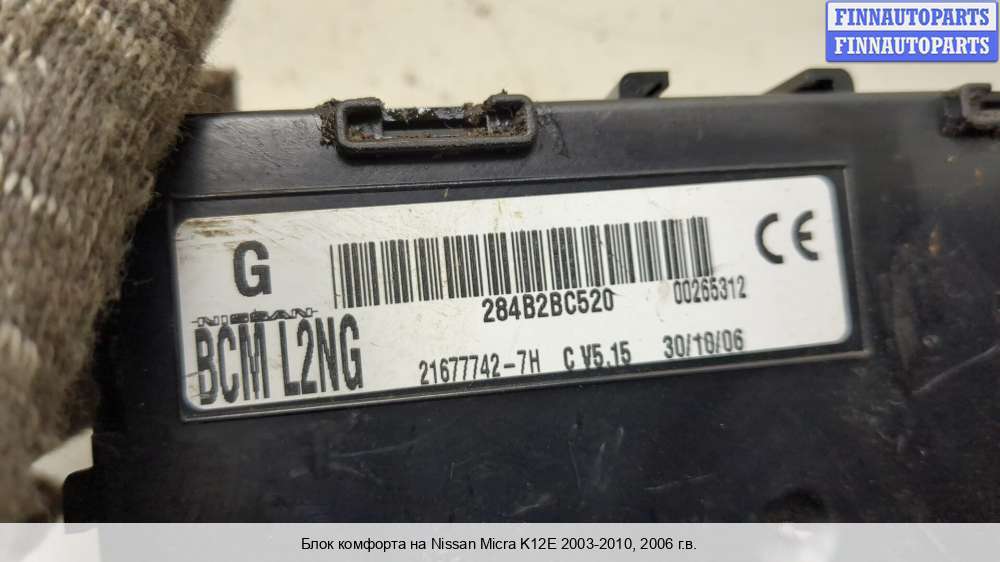 FINNAUTOPARTS
FINNAUTOPARTS
G
CE
284B2BC520
00265312
NISSAN
BCM L2NG
21677742-7H
C V5.15
30/10/06
Блок комфорта на Nissan Micra K12E 2003-2010, 2006 г.в.